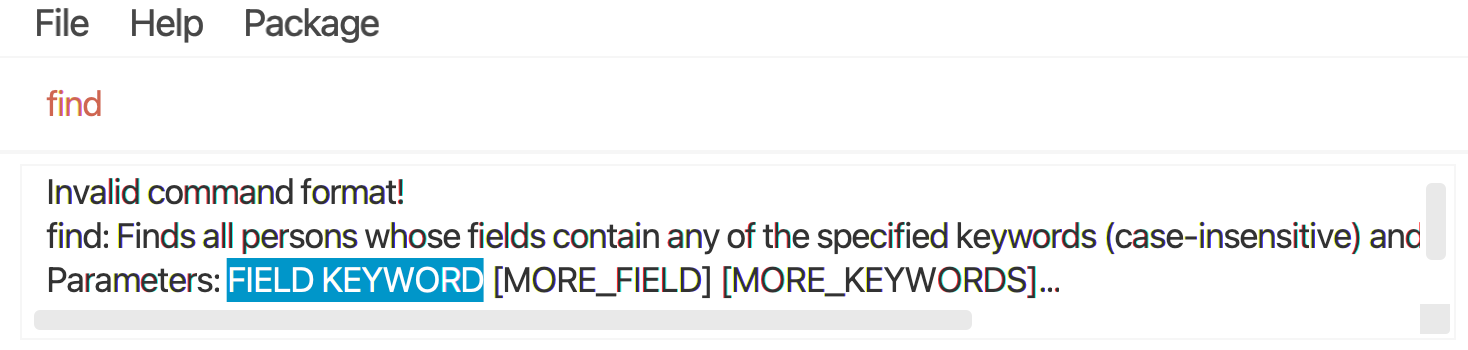 File Help Package
find
Invalid command format!
find: Finds all persons whose fields contain any of the specified keywords (case-insensitive) and
Parameters: FIELD KEYWORD [MORE_FIELD] [MORE_KEYWORDS]...